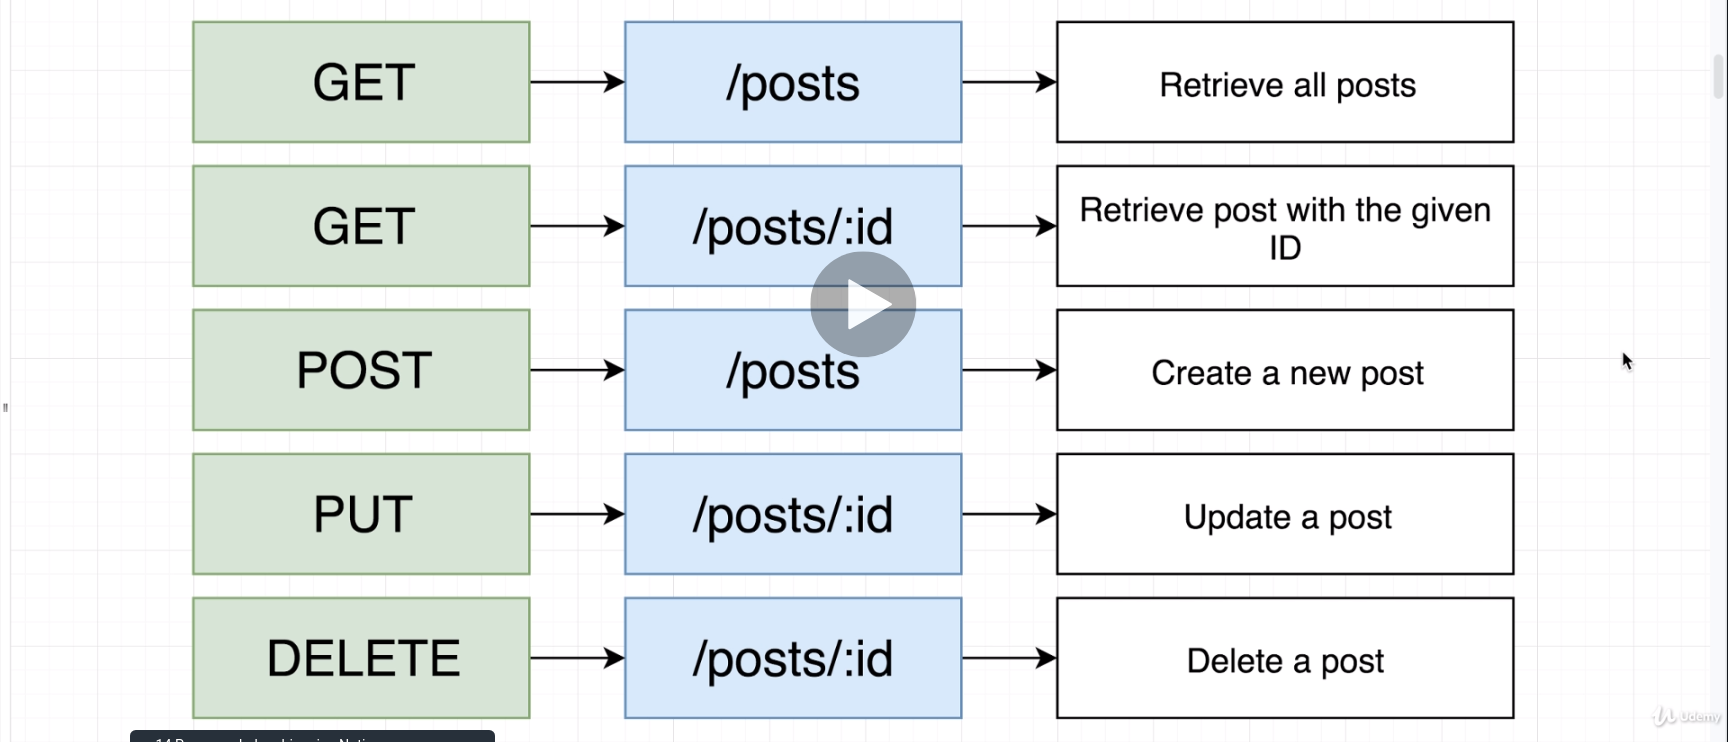 GET
/posts
Retrieve all posts
GET
/posts/:id
Retrieve post with the given
ID
POST
/posts
Create a new post
PUT
/posts/:id
Update a post
DELETE
/posts/:id
Delete a post
Udemy